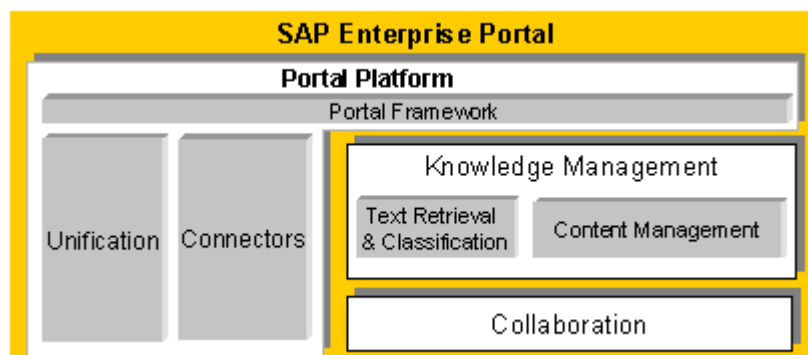 SAP Enterprise Portal
Portal Platform
Portal Framework
Unification
Connectors
Knowledge Management
Text Retrieval
& Classification
Content Management
Collaboration